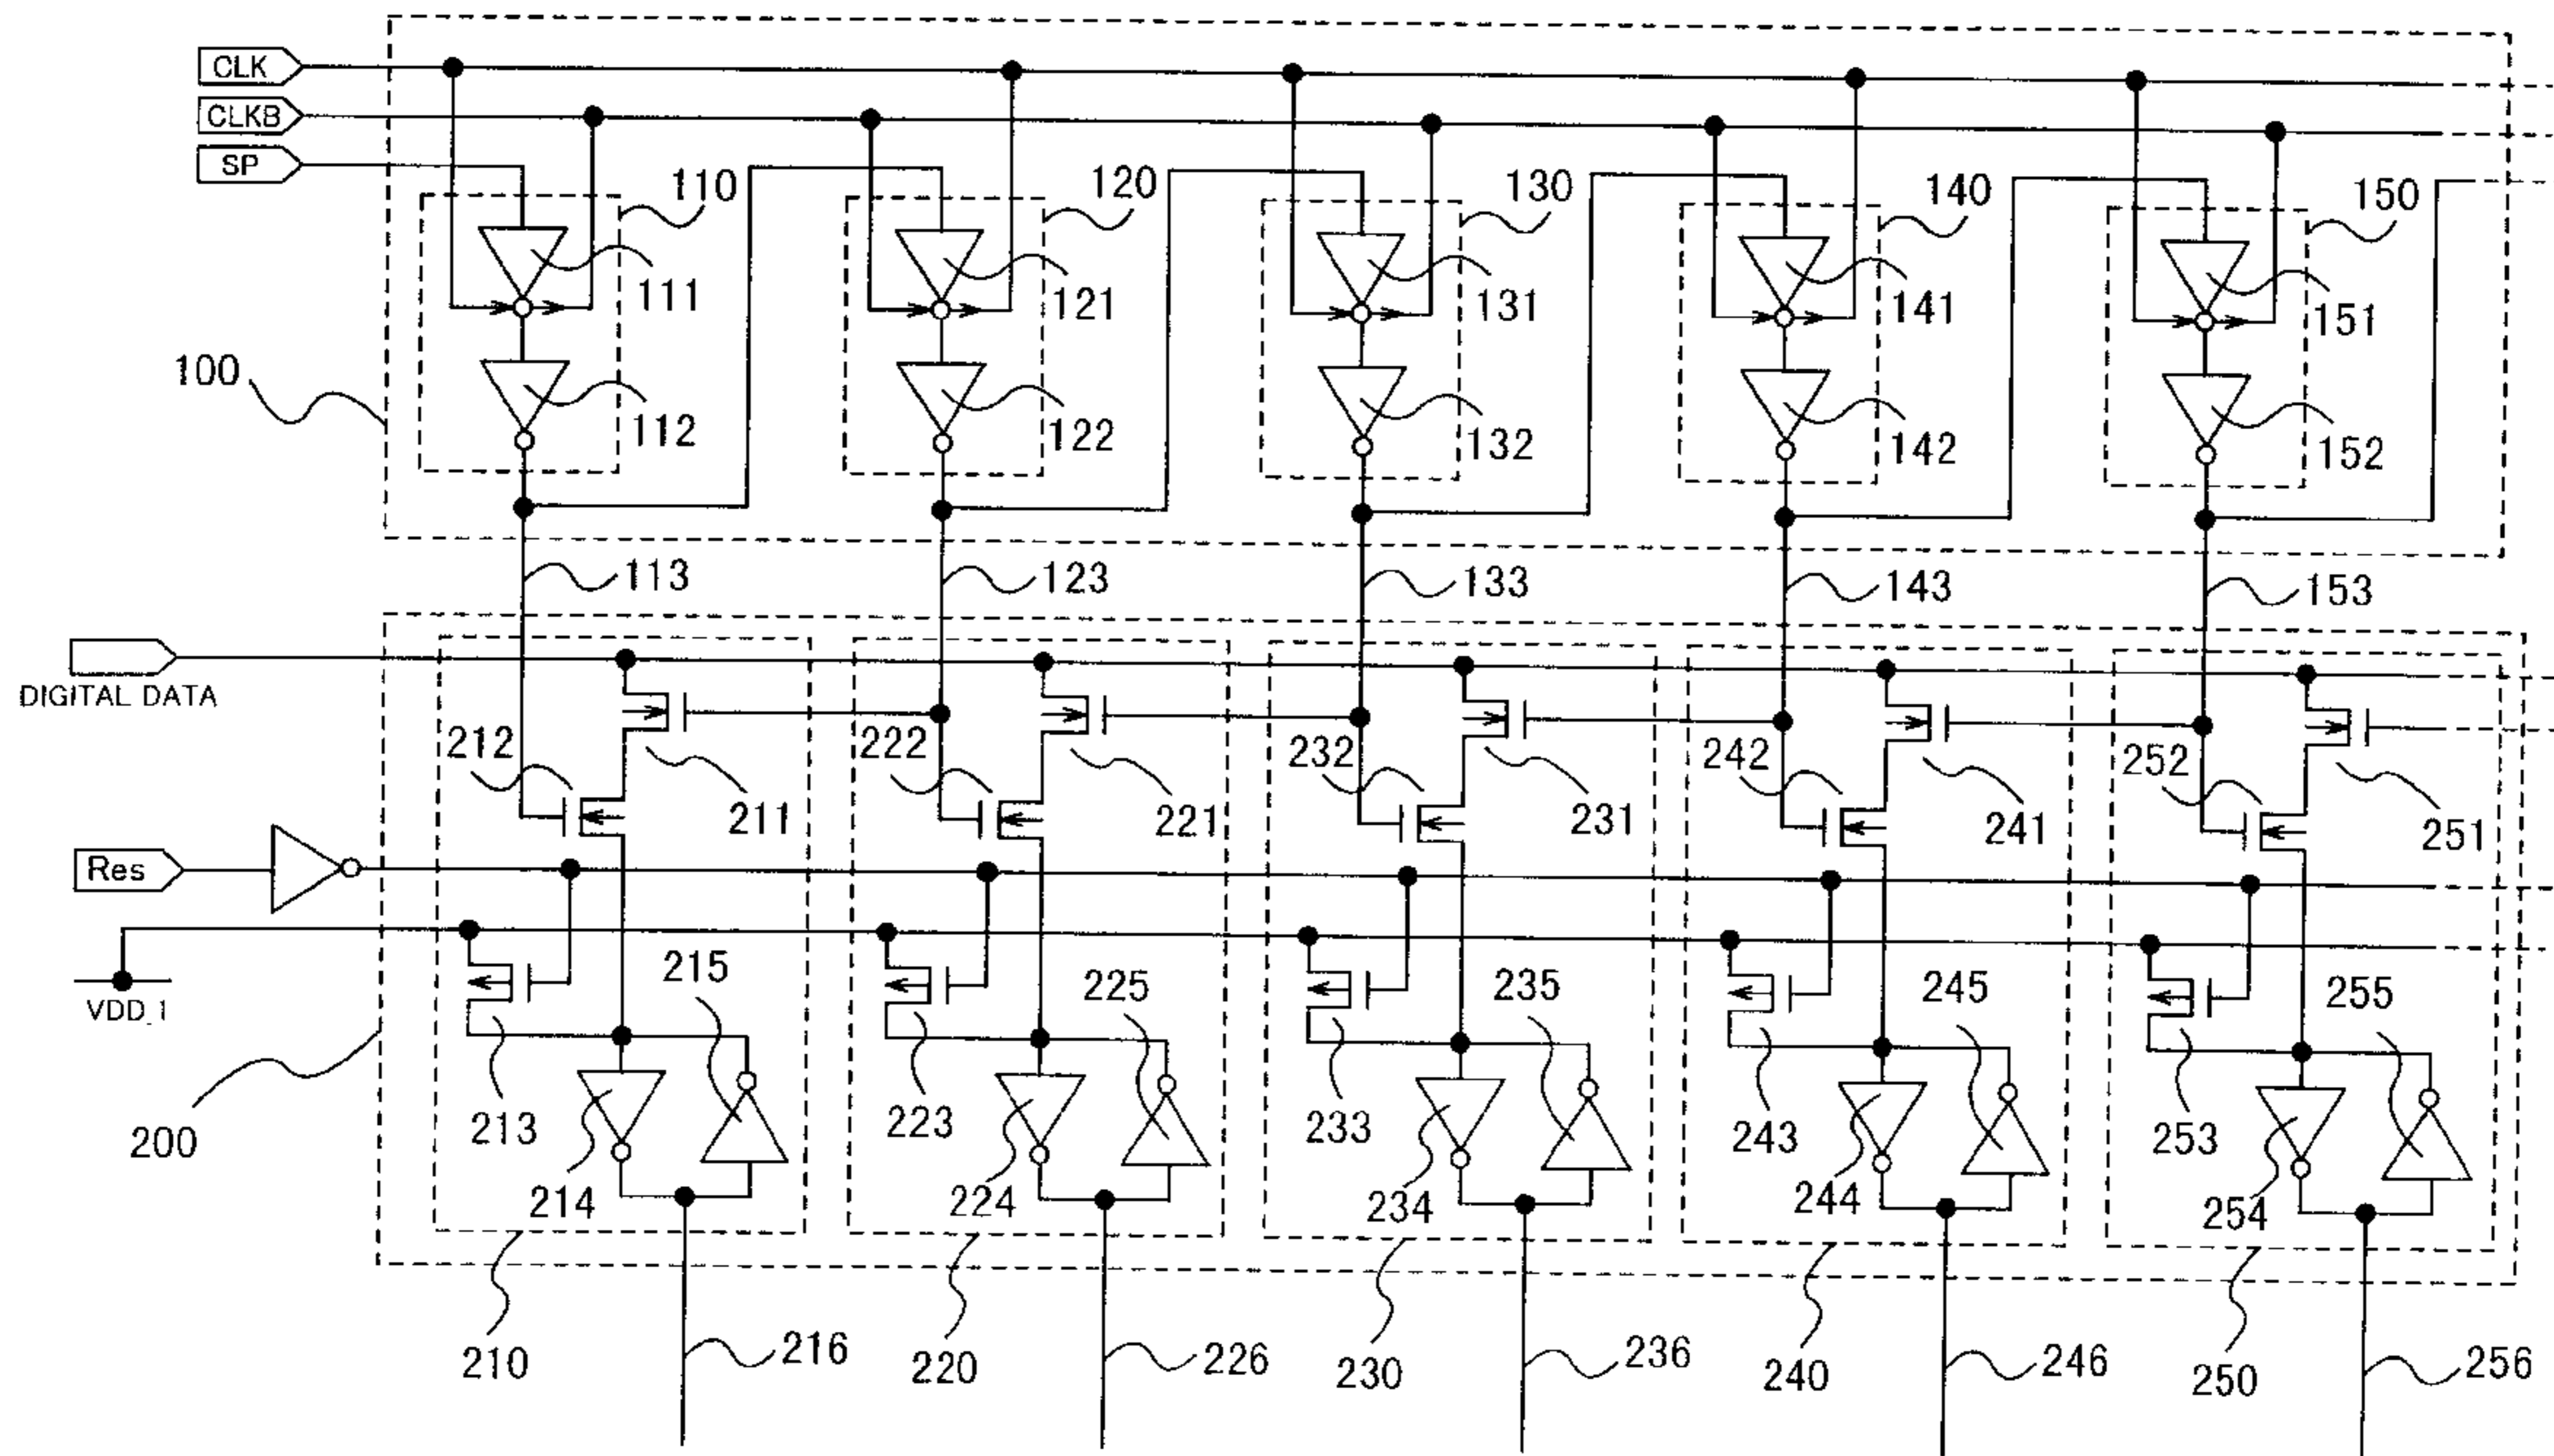 CLK
CLKB
SP
110 120 130 140 150
111 121 131 141 151
100
112 122 132 142 152
113 123 133 143 153
DIGITAL DATA
212 222 232 242 252
211 221 231 241 251
Res
VDD_1
215 225 235 245 255
213 223 233 243 253
200
214 224 234 244 254
210 216 220 226 230 236 240 246 250 256